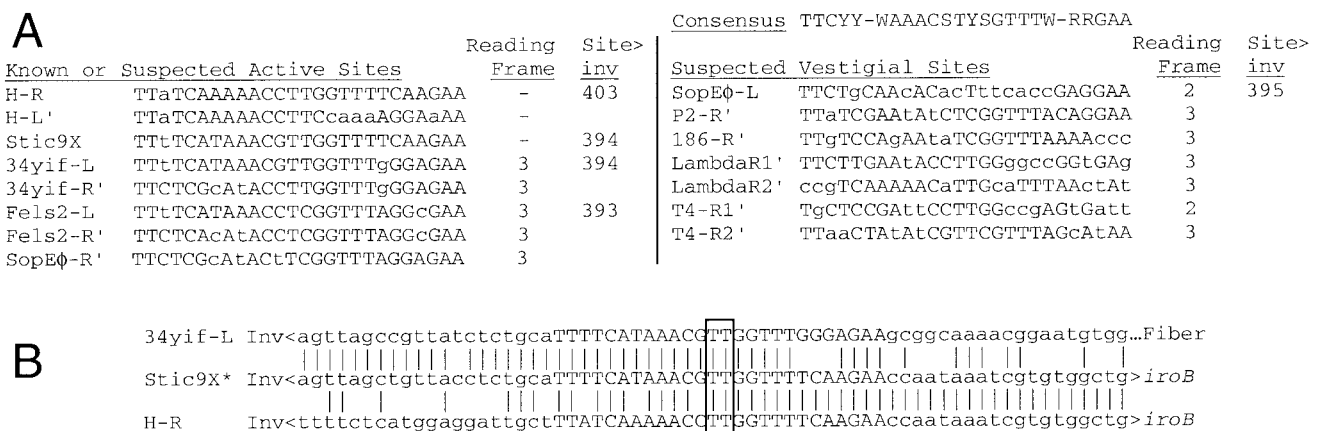 A
Reading Site>
Known or Suspected Active Sites Frame inv
H-R TTaTCAAAAACCTTGGTTTTCAAGAA - 403
H-L' TTaTCAAAAACCTTCcaaaAGGAaAA -
Stic9X TTtTCATAAACGTTGGTTTTCAAGAA - 394
34yif-L TTtTCATAAACGTTGGTTTgGGAGAA 3 394
34yif-R' TTCTCGcAtACCTTGGTTTgGGAGAA 3
Fels2-L TTtTCATAAACCTCGGTTTAGGcGAA 3 393
Fels2-R' TTCTCAcAtACCTCGGTTTAGGcGAA 3
SopEϕ-R' TTCTCGcAtACtTCGGTTTAGGAGAA 3
Consensus TTCYY-WAAACSTYSGTTTW-RRGAA
Reading Site>
Suspected Vestigial Sites Frame inv
SopEϕ-L TTCTgCAAcACacTttcaccGAGGAA 2 395
P2-R' TTaTCGAAtAtCTCGGTTTACAGGAA 3
186-R' TTgTCCAgAAtaTCGGTTTAAAAccc 3
LambdaR1' TTCTTGAAtACCTTGGggccGGtGAg 3
LambdaR2' ccgTCAAAAACaTTGcaTTTAActAt 3
T4-R1' TgCTCCGAttCCTTGGccgAGtGAtt 2
T4-R2' TTaaCTAtAtCGTTCGTTTAGcAtAA 3
B
34yif-L Inv<agttagccgttatctctgcaTTTTCATAAACGTTGGTTTGGGAGAAgcggcaaaacggaatgtgg…Fiber
Stic9X* Inv<agttagctgttacctctgcaTTTTCATAAACGTTGGTTTTCAAGAAccaataaatcgtgtggctg>iroB
H-R Inv<ttttctcatggaggattgctTTATCAAAAACCTTGGTTTTCAAGAAccaataaatcgtgtggctg>iroB